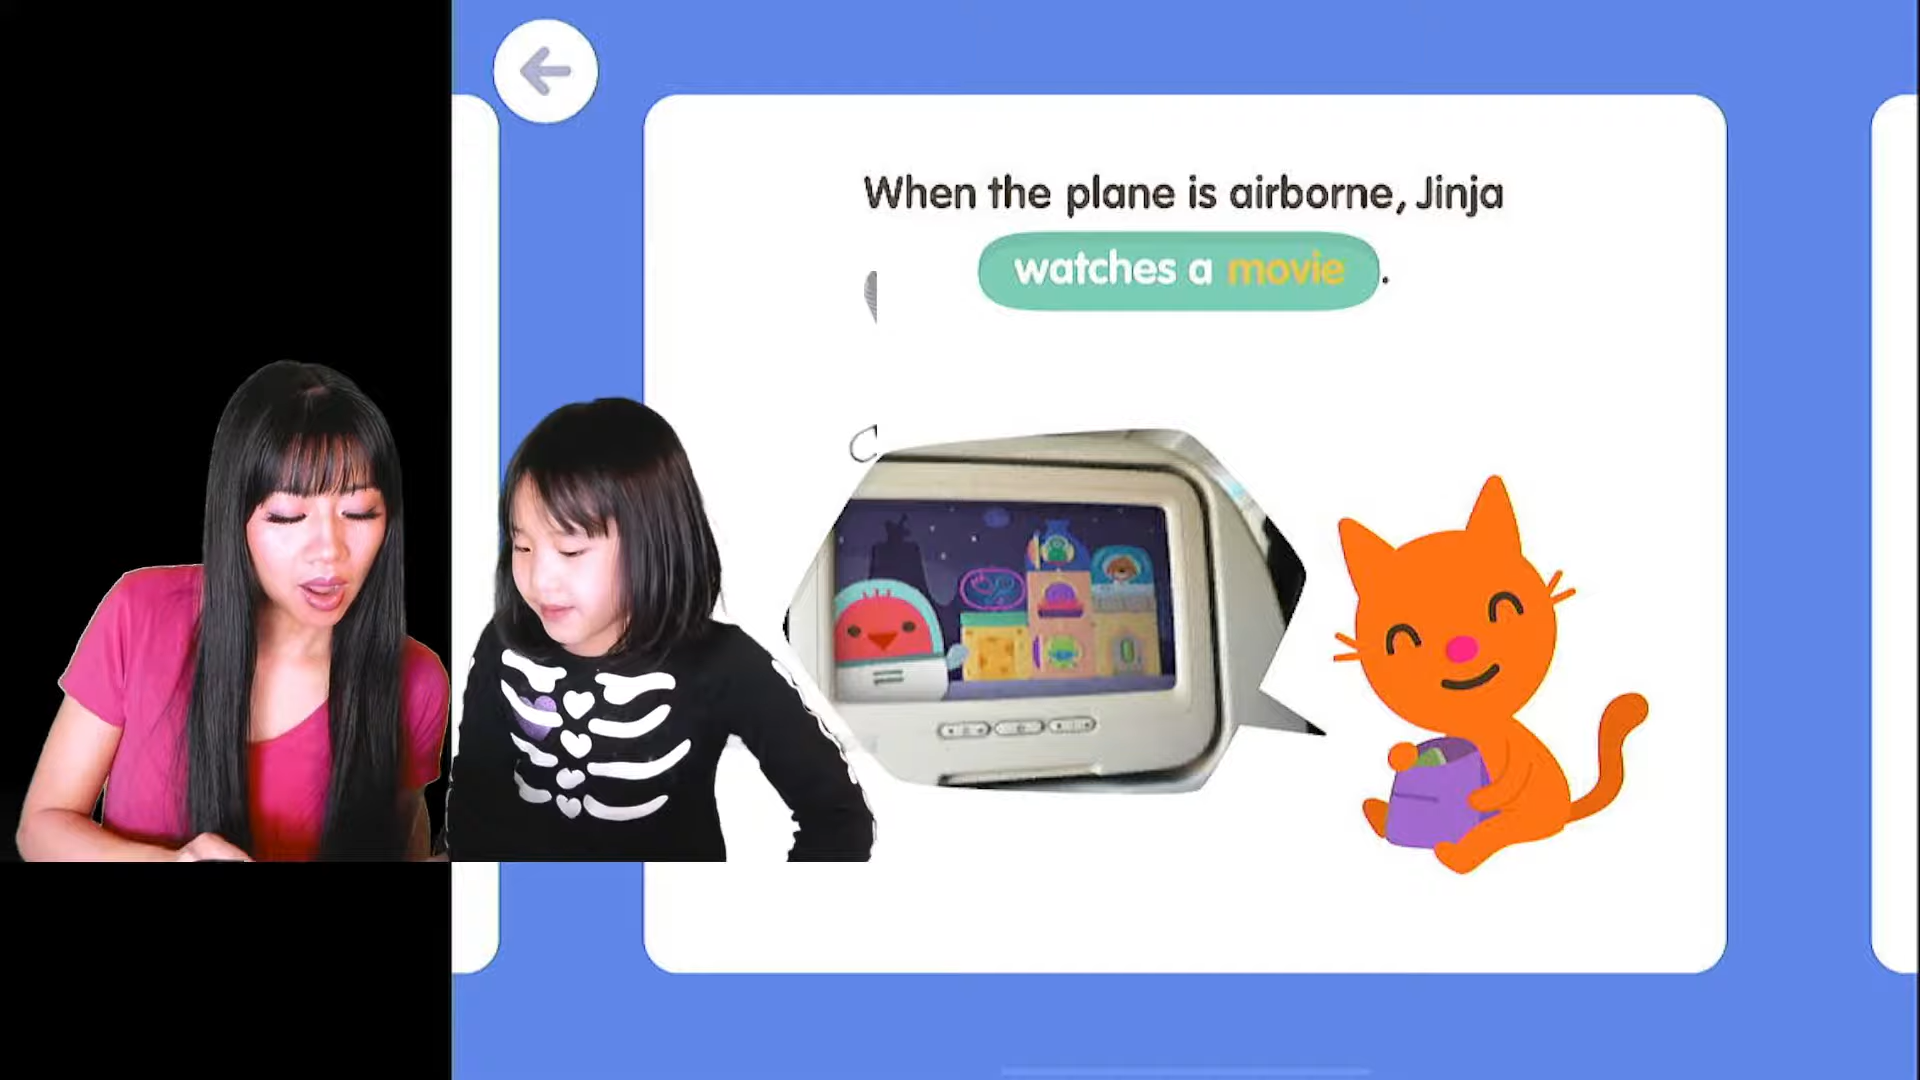 When the plane is airborne, Jinja
watches a movie.